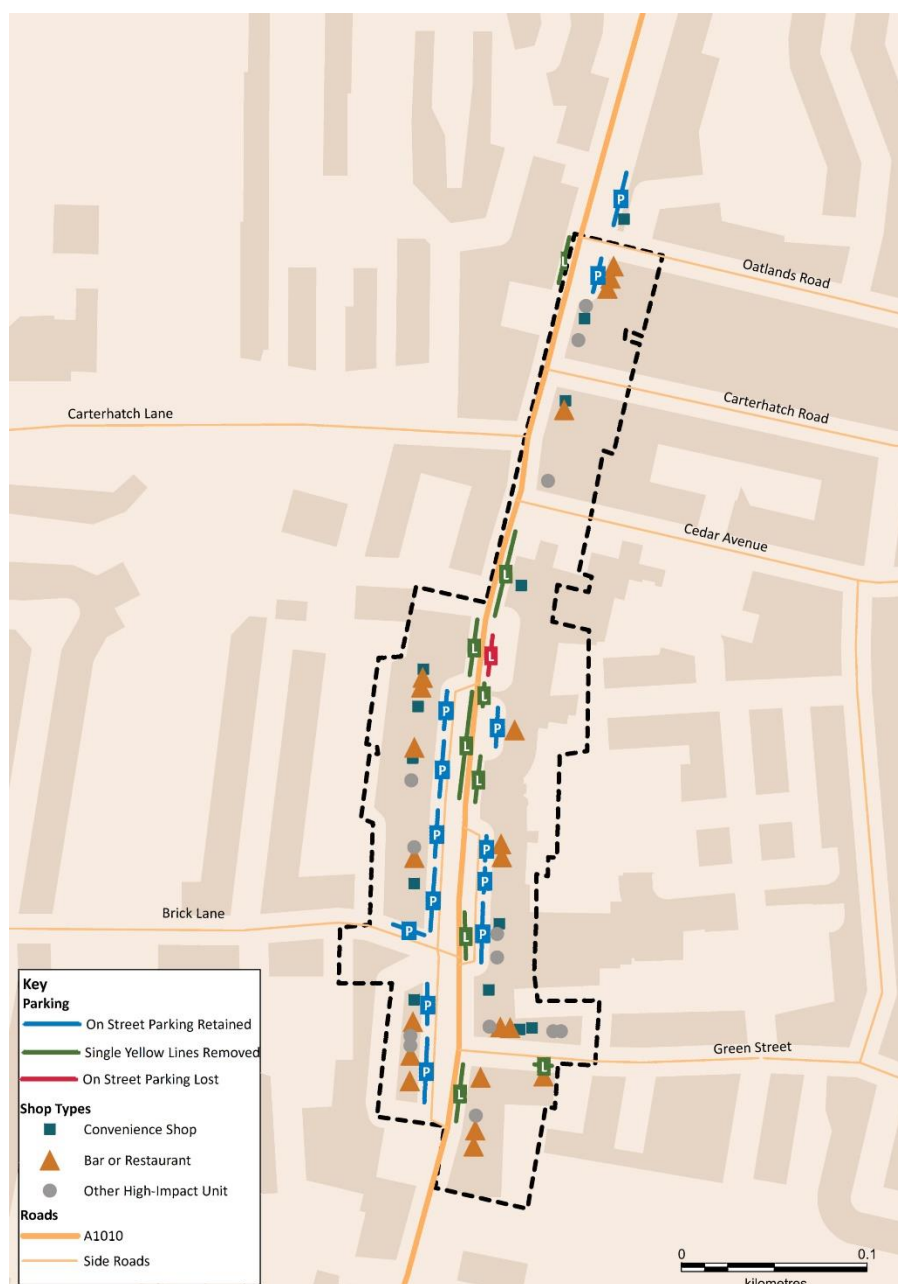 P
L
P
Oatlands Road
Carterhatch Road
Carterhatch Lane
Cedar Avenue
L
L
L
L
P
P
L
P
L
P
P
P
P
Brick Lane
P
L
P
P
Green Street
L
P
L
Key
Parking
On Street Parking Retained
Single Yellow Lines Removed
On Street Parking Lost
Shop Types
Convenience Shop
Bar or Restaurant
Other High-Impact Unit
Roads
A1010
Side Roads
0 0.1
kilometres